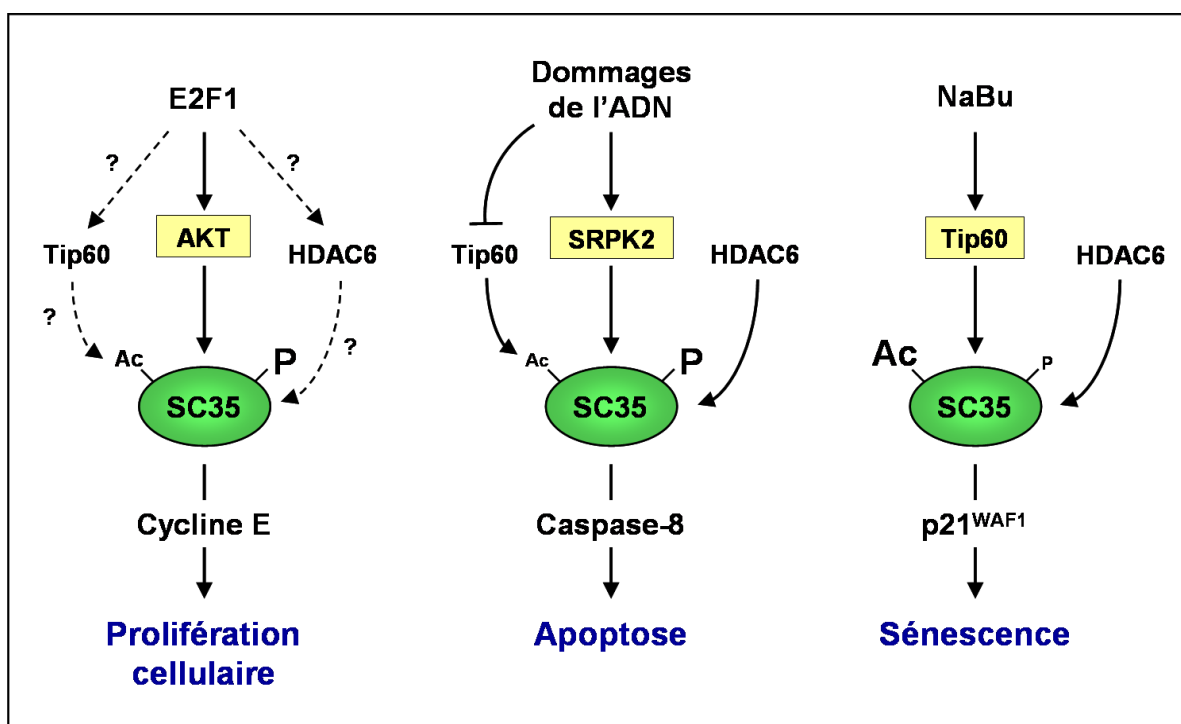 E2F1
?
?
Tip60
AKT
HDAC6
?
?
Ac
P
SC35
Cycline E
Prolifération
cellulaire
Dommages
de l'ADN
Tip60
SRPK2
HDAC6
Ac
P
SC35
Caspase-8
Apoptose
NaBu
Tip60
HDAC6
Ac
P
SC35
p21WAF1
Sénescence